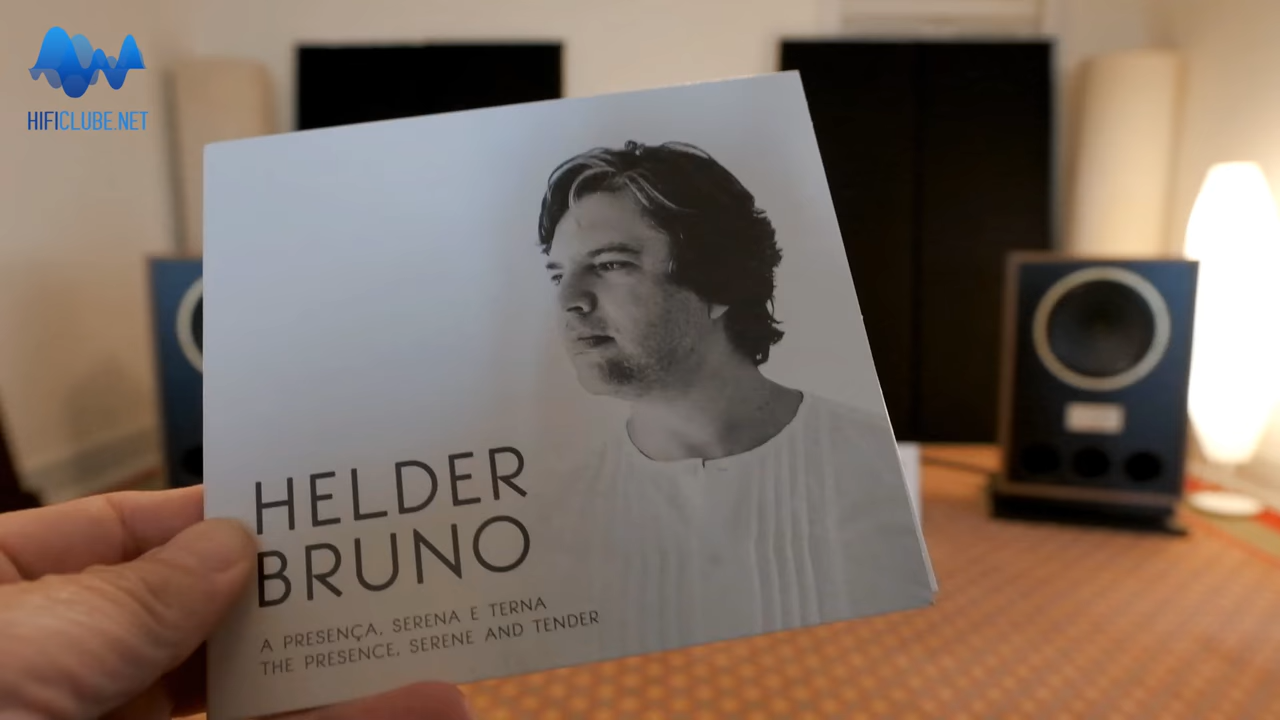 HIFICLUBE.NET
HELDER
BRUNO
A PRESENÇA, SERENA E TERNA
THE PRESENCE, SERENE AND TENDER